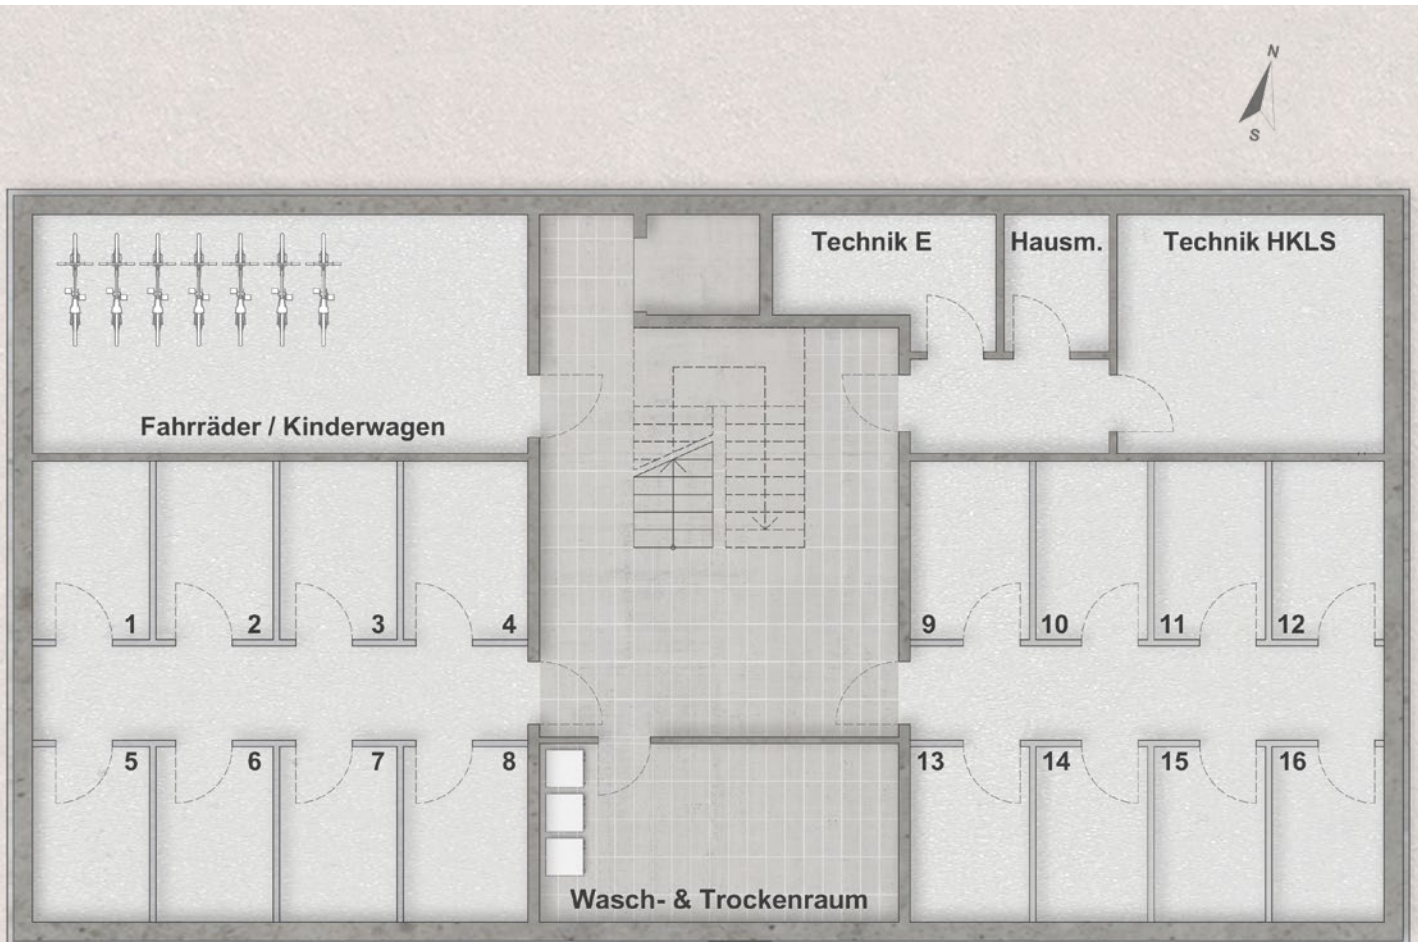 N
S
Technik E
Hausm.
Technik HKLS
Fahrräder / Kinderwagen
1
2
3
4
9
10
11
12
5
6
7
8
13
14
15
16
Wasch- & Trockenraum